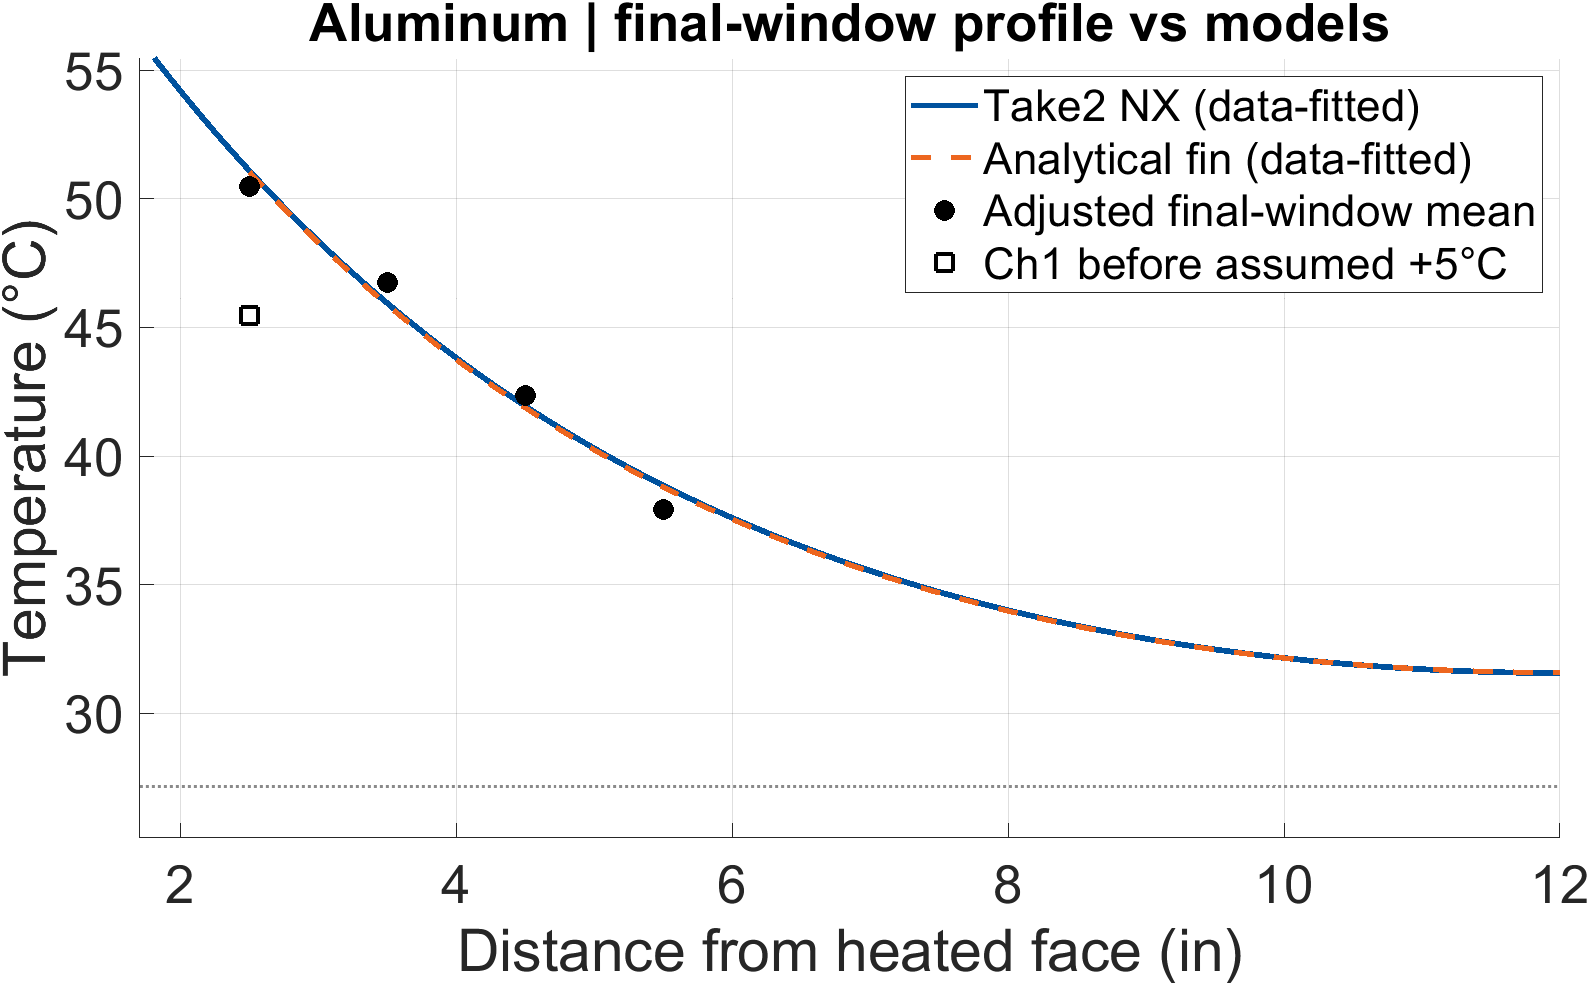 Aluminum | final-window profile vs models
Take2 NX (data-fitted)
Analytical fin (data-fitted)
Adjusted final-window mean
Ch1 before assumed +5°C
Temperature (°C)
55
50
45
40
35
30
2 4 6 8 10 12
Distance from heated face (in)